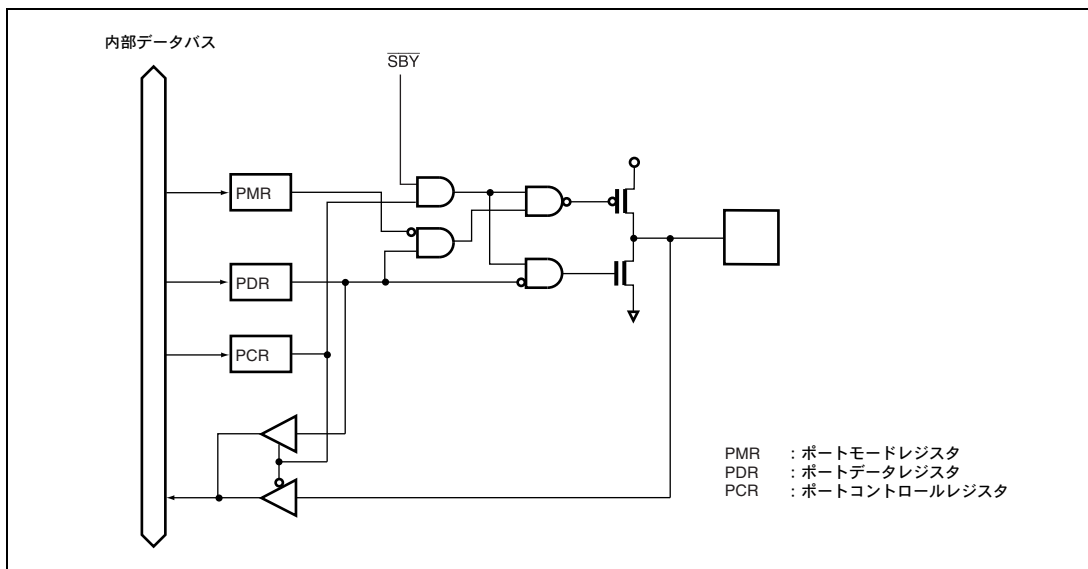 内部データバス
SBY
PMR
PDR
PCR
PMR :ポートモードレジスタ
PDR :ポートデータレジスタ
PCR :ポートコントロールレジスタ